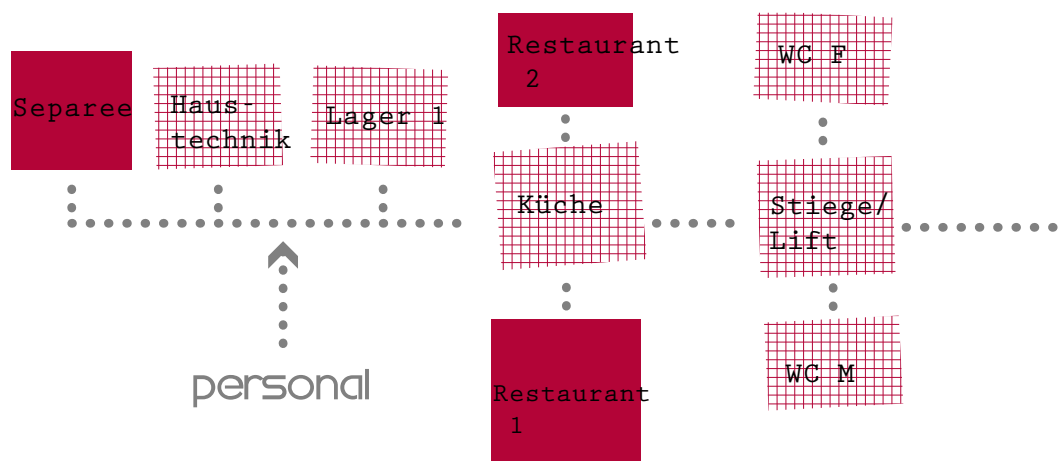 Separee
Haus-
technik
Lager 1
Restaurant
2
WC F
Küche
Stiege/
Lift
personal
Restaurant
1
WC M